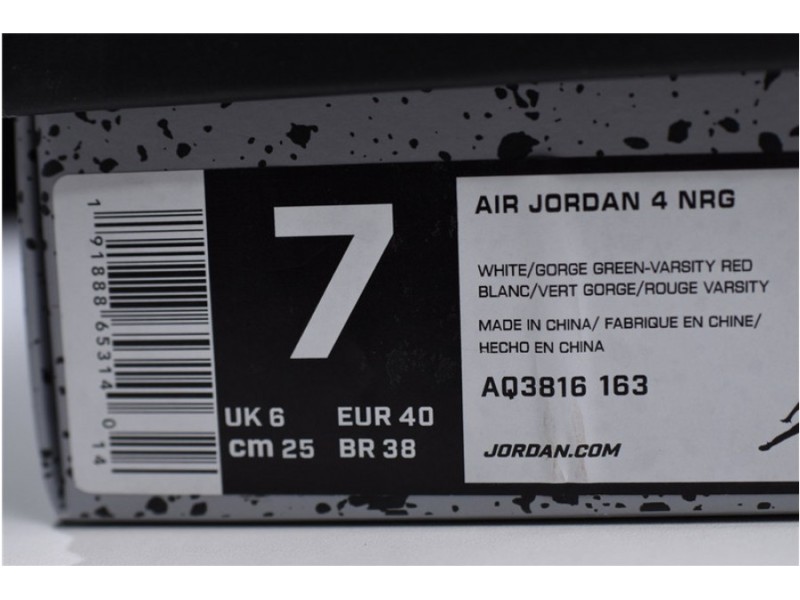 1 91888 65314 0 14
7
UK 6 EUR 40
cm 25 BR 38
AIR JORDAN 4 NRG
WHITE/GORGE GREEN-VARSITY RED
BLANC/VERT GORGE/ROUGE VARSITY
MADE IN CHINA/ FABRIQUE EN CHINE/
HECHO EN CHINA
AQ3816 163
JORDAN.COM